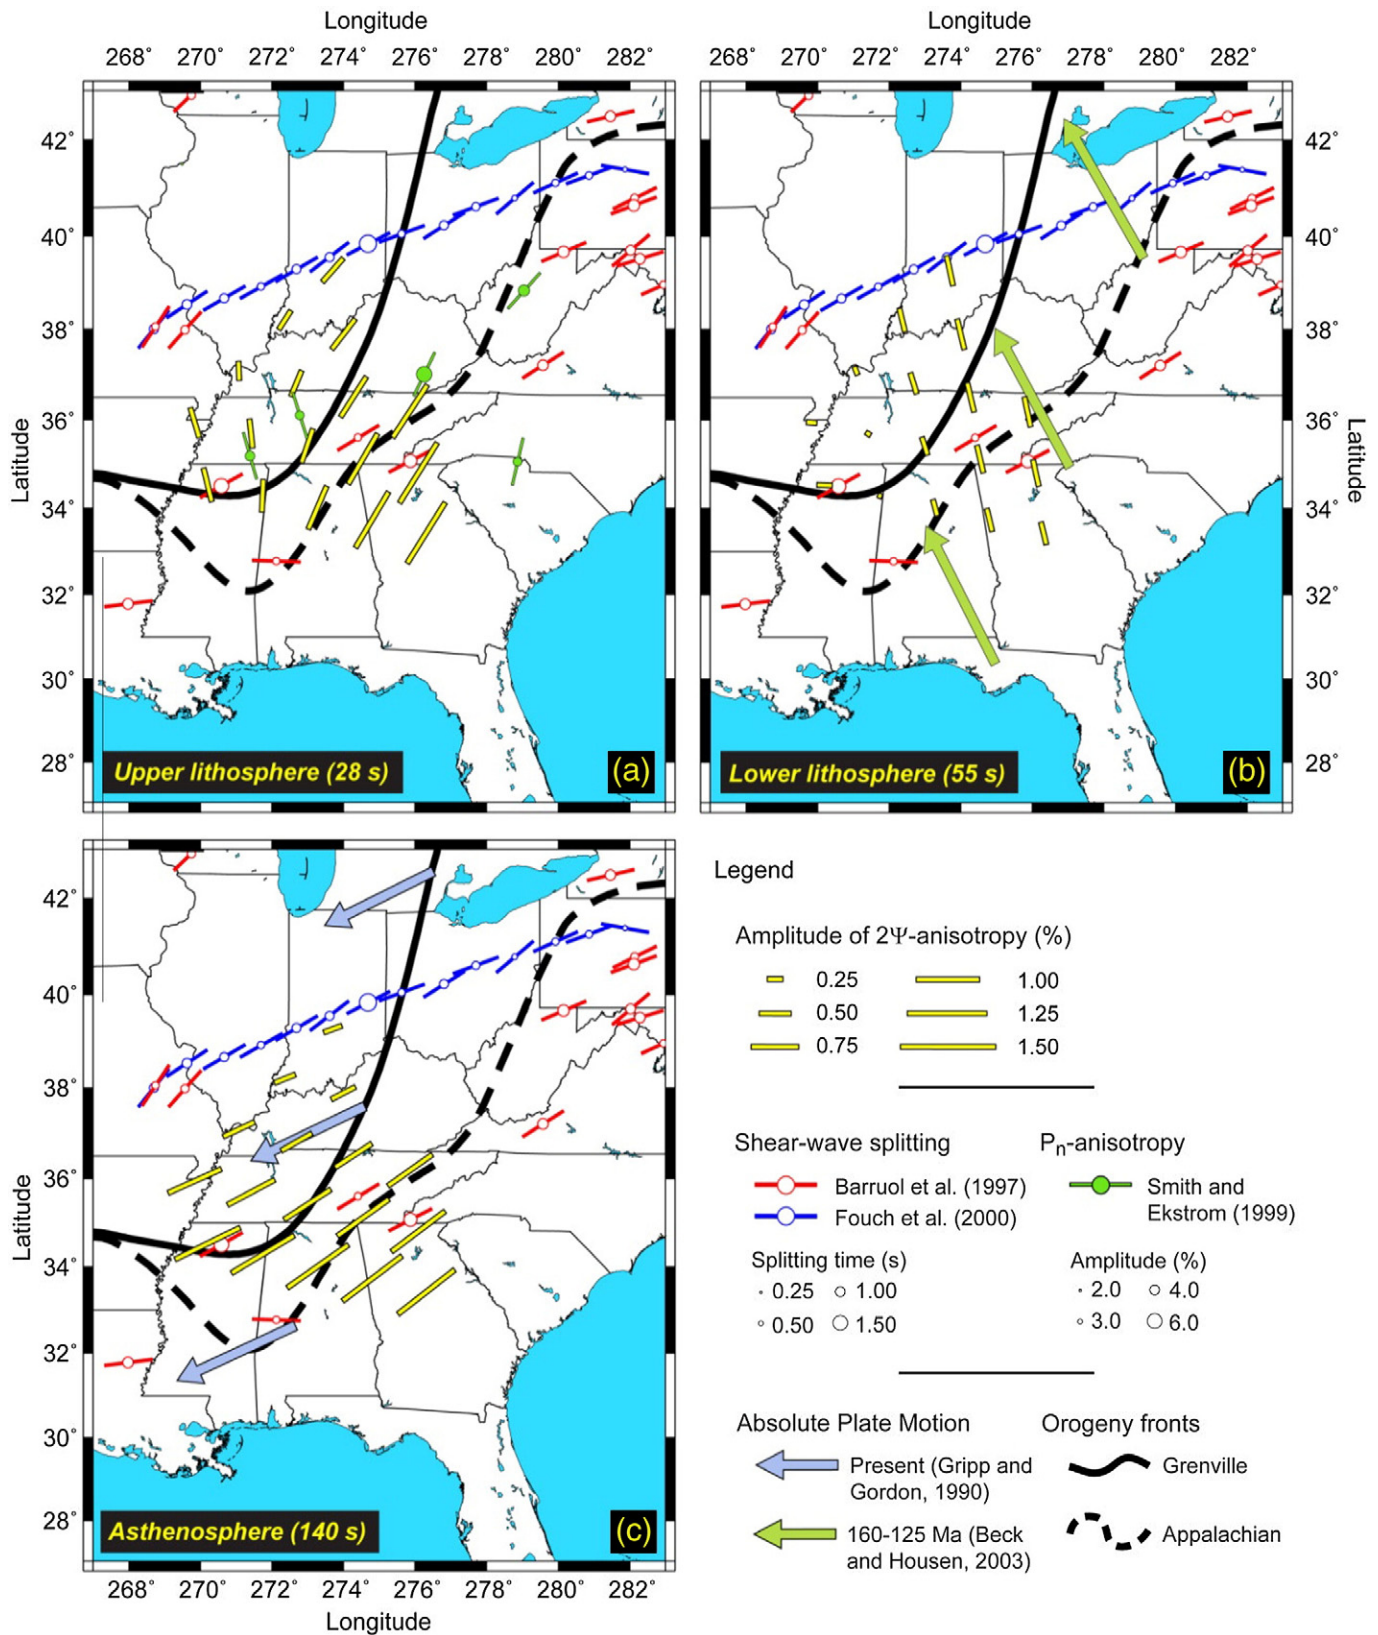 Longitude
Longitude
268° 270° 272° 274° 276° 278° 280° 282°
268° 270° 272° 274° 276° 278° 280° 282°
42°
40°
38°
36°
34°
32°
30°
28°
Latitude
Upper lithosphere (28 s)
(a)
42°
40°
38°
36°
34°
32°
30°
28°
Latitude
Lower lithosphere (55 s)
(b)
42°
40°
38°
36°
34°
32°
30°
28°
Latitude
Asthenosphere (140 s)
(c)
268° 270° 272° 274° 276° 278° 280° 282°
Longitude
Legend
Amplitude of 2Ψ-anisotropy (%)
0.25 1.00
0.50 1.25
0.75 1.50
Shear-wave splitting
Barruol et al. (1997)
Fouch et al. (2000)
Splitting time (s)
0.25 1.00
0.50 1.50
Pn-anisotropy
Smith and
Ekstrom (1999)
Amplitude (%)
2.0 4.0
3.0 6.0
Absolute Plate Motion
Present (Gripp and
Gordon, 1990)
160-125 Ma (Beck
and Housen, 2003)
Orogeny fronts
Grenville
Appalachian